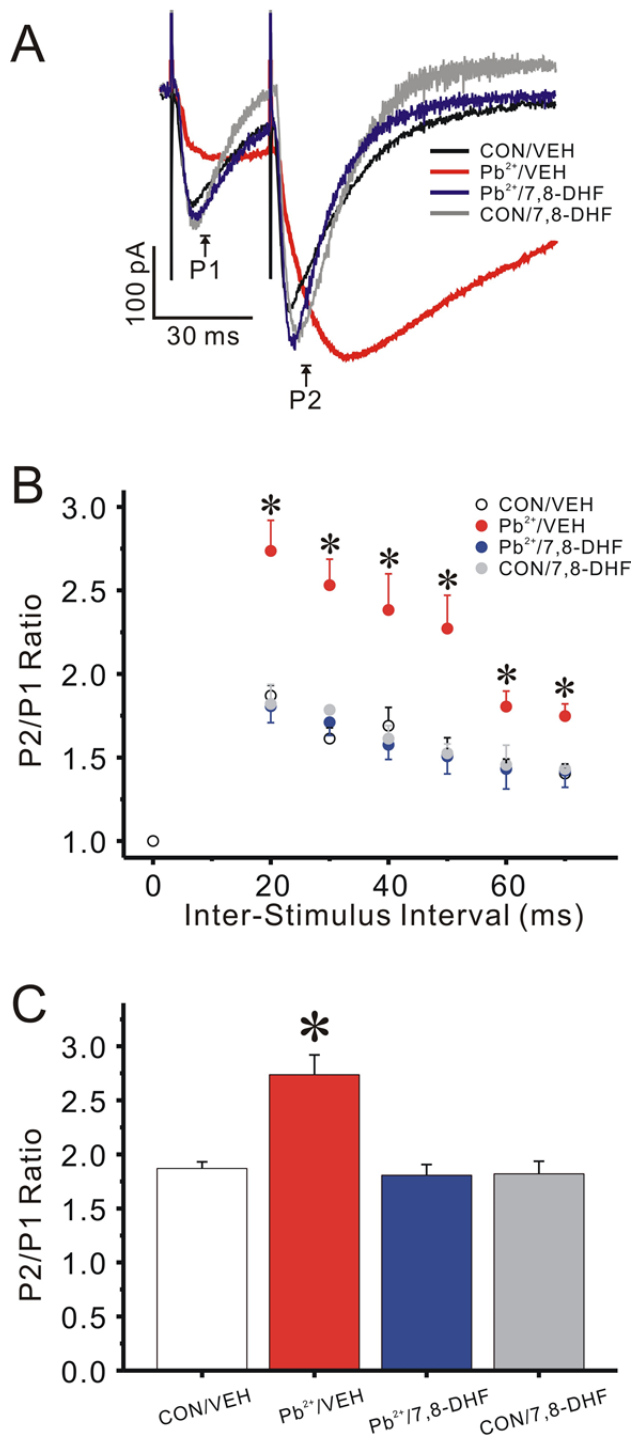 A
CON/VEH
Pb²⁺/VEH
Pb²⁺/7,8-DHF
CON/7,8-DHF
P1
100 pA
30 ms
P2
B
3.0
2.5
2.0
1.5
1.0
P2/P1 Ratio
* * * * * *
CON/VEH
Pb²⁺/VEH
Pb²⁺/7,8-DHF
CON/7,8-DHF
0 20 40 60
Inter-Stimulus Interval (ms)
C
3.0
2.5
2.0
1.5
1.0
0.5
0.0
P2/P1 Ratio
*
CON/VEH Pb²⁺/VEH Pb²⁺/7,8-DHF CON/7,8-DHF